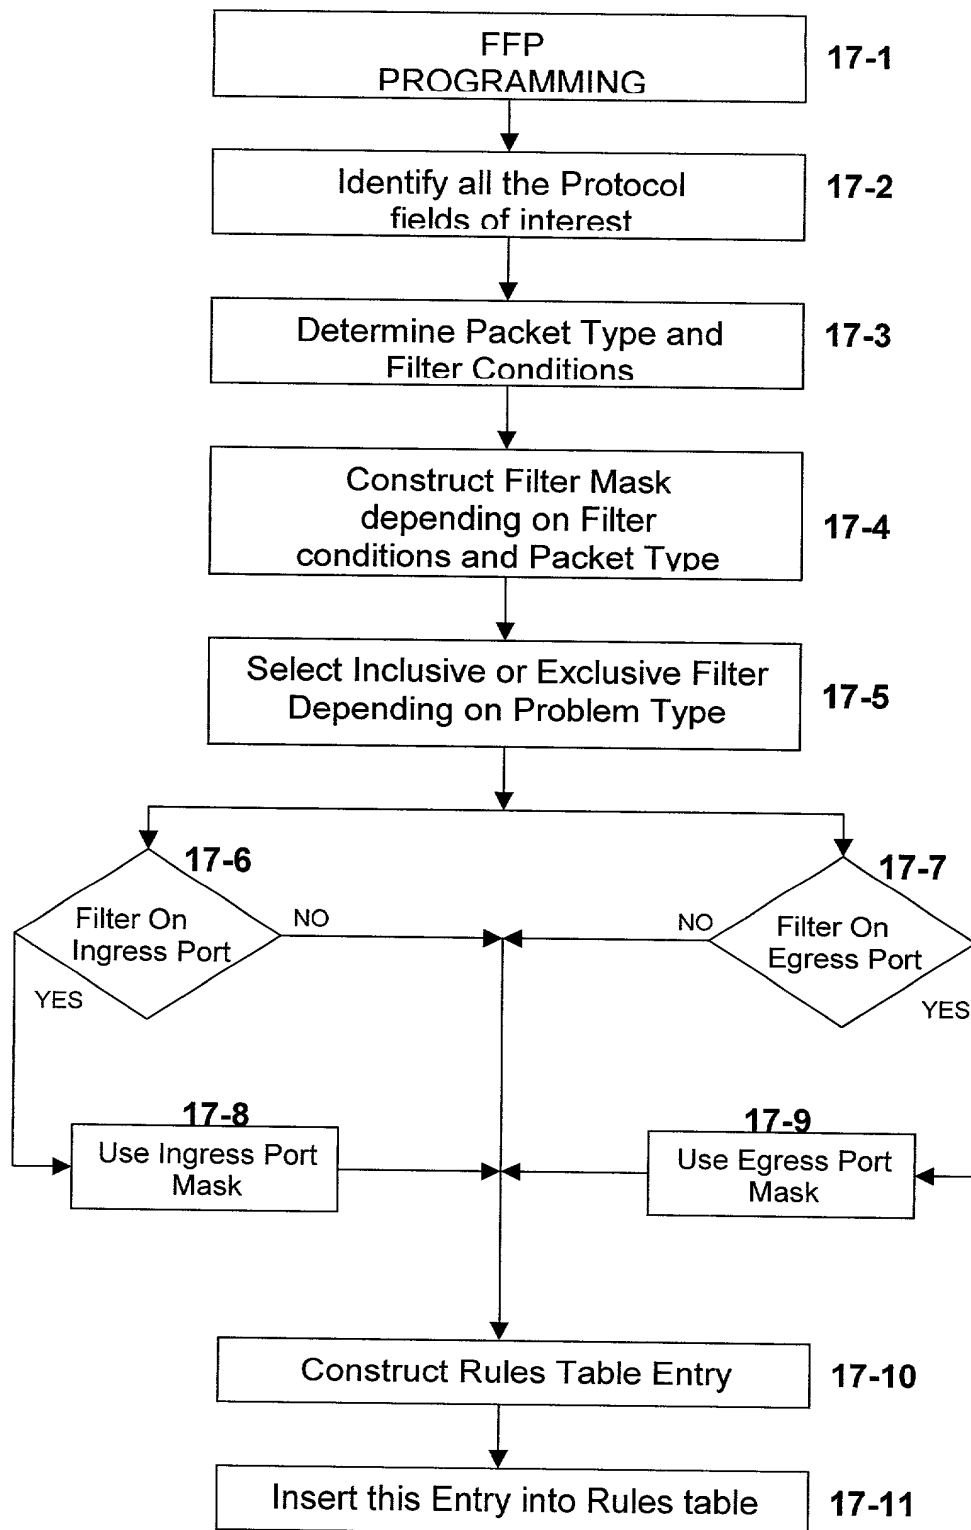 FFP
PROGRAMMING
17-1
Identify all the Protocol
fields of interest
17-2
Determine Packet Type and
Filter Conditions
17-3
Construct Filter Mask
depending on Filter
conditions and Packet Type
17-4
Select Inclusive or Exclusive Filter
Depending on Problem Type
17-5
17-6
Filter On
Ingress Port
NO
YES
17-7
NO
Filter On
Egress Port
YES
17-8
Use Ingress Port
Mask
17-9
Use Egress Port
Mask
Construct Rules Table Entry
17-10
Insert this Entry into Rules table
17-11